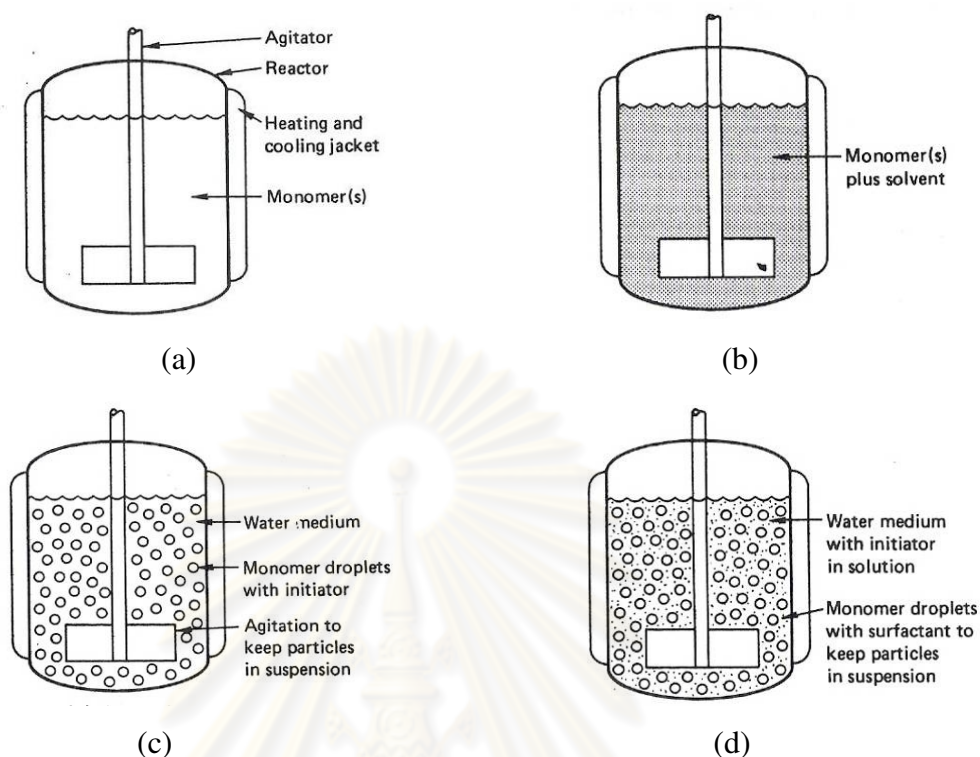 Agitator
Reactor
Heating and
cooling jacket
Monomer(s)
(a)
Monomer(s)
plus solvent
(b)
Water medium
Monomer droplets
with initiator
Agitation to
keep particles
in suspension
(c)
Water medium
with initiator
in solution
Monomer droplets
with surfactant to
keep particles
in suspension
(d)